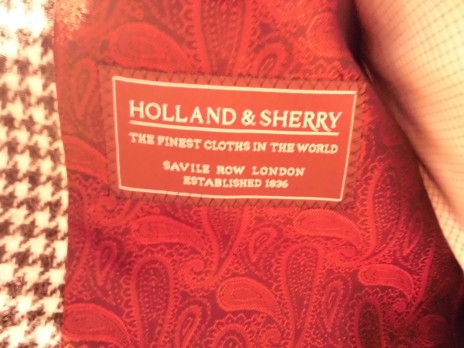 HOLLAND & SHERRY
THE FINEST CLOTHS IN THE WORLD
SAVILE ROW LONDON
ESTABLISHED 1836